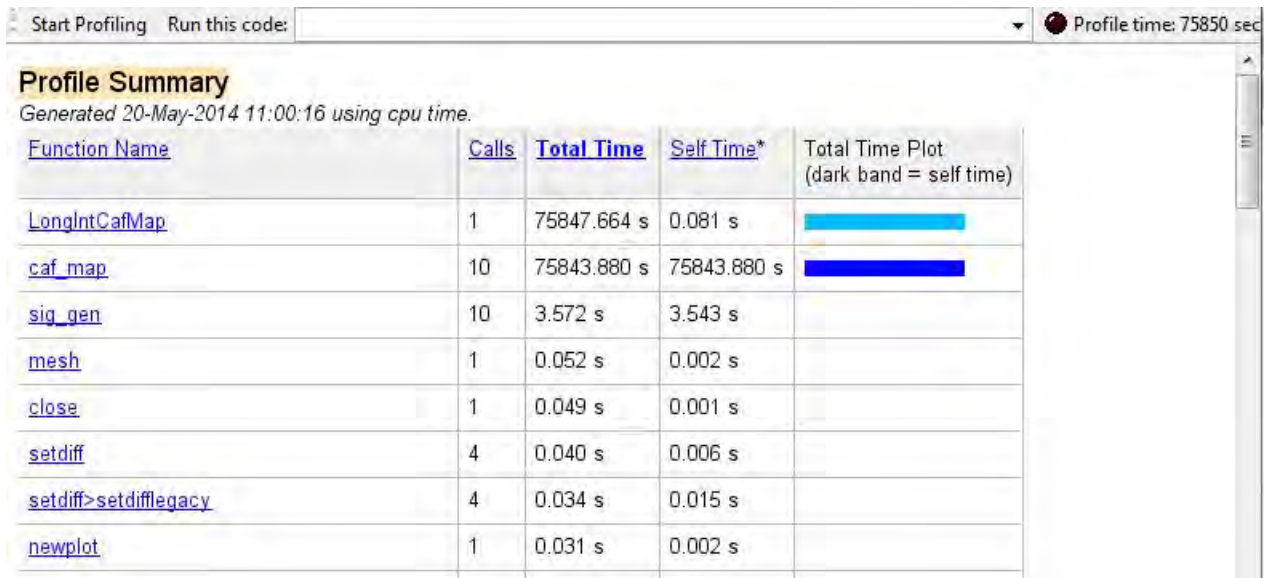 Start Profiling Run this code: Profile time: 75850 sec
Profile Summary
Generated 20-May-2014 11:00:16 using cpu time.
Function Name Calls Total Time Self Time* Total Time Plot
(dark band = self time)
LongIntCafMap 1 75847.664 s 0.081 s
caf_map 10 75843.880 s 75843.880 s
sig_gen 10 3.572 s 3.543 s
mesh 1 0.052 s 0.002 s
close 1 0.049 s 0.001 s
setdiff 4 0.040 s 0.006 s
setdiff>setdifflegacy 4 0.034 s 0.015 s
newplot 1 0.031 s 0.002 s